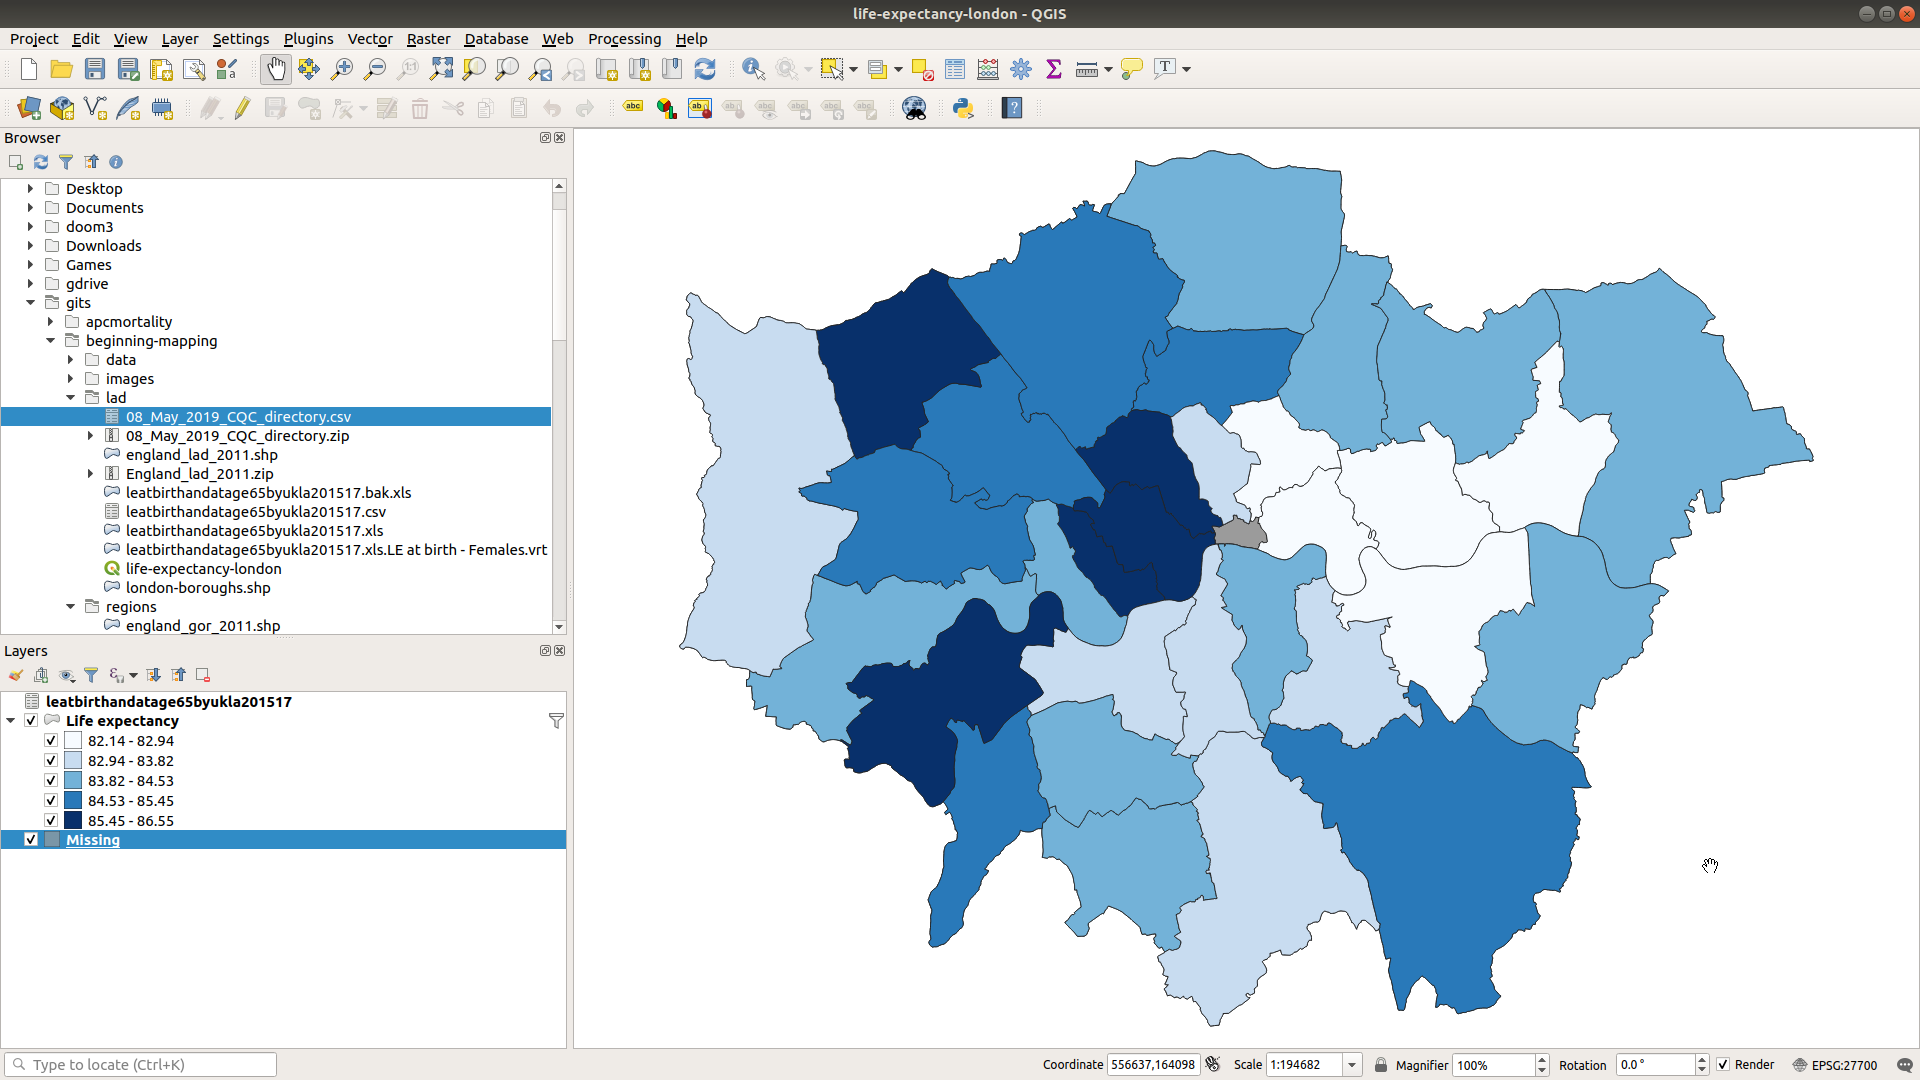 life-expectancy-london - QGIS
Project Edit View Layer Settings Plugins Vector Raster Database Web Processing Help
Browser
Desktop
Documents
doom3
Downloads
Games
gdrive
gits
apcmortality
beginning-mapping
data
images
lad
08_May_2019_CQC_directory.csv
08_May_2019_CQC_directory.zip
england_lad_2011.shp
England_lad_2011.zip
leatbirthandatage65byukla201517.bak.xls
leatbirthandatage65byukla201517.csv
leatbirthandatage65byukla201517.xls
leatbirthandatage65byukla201517.xls.LE at birth - Females.vrt
life-expectancy-london
london-boroughs.shp
regions
england_gor_2011.shp
Layers
leatbirthandatage65byukla201517
Life expectancy
82.14 - 82.94
82.94 - 83.82
83.82 - 84.53
84.53 - 85.45
85.45 - 86.55
Missing
Type to locate (Ctrl+K)
Coordinate 556637,164098 Scale 1:194682 Magnifier 100% Rotation 0.0 ° Render EPSG:27700